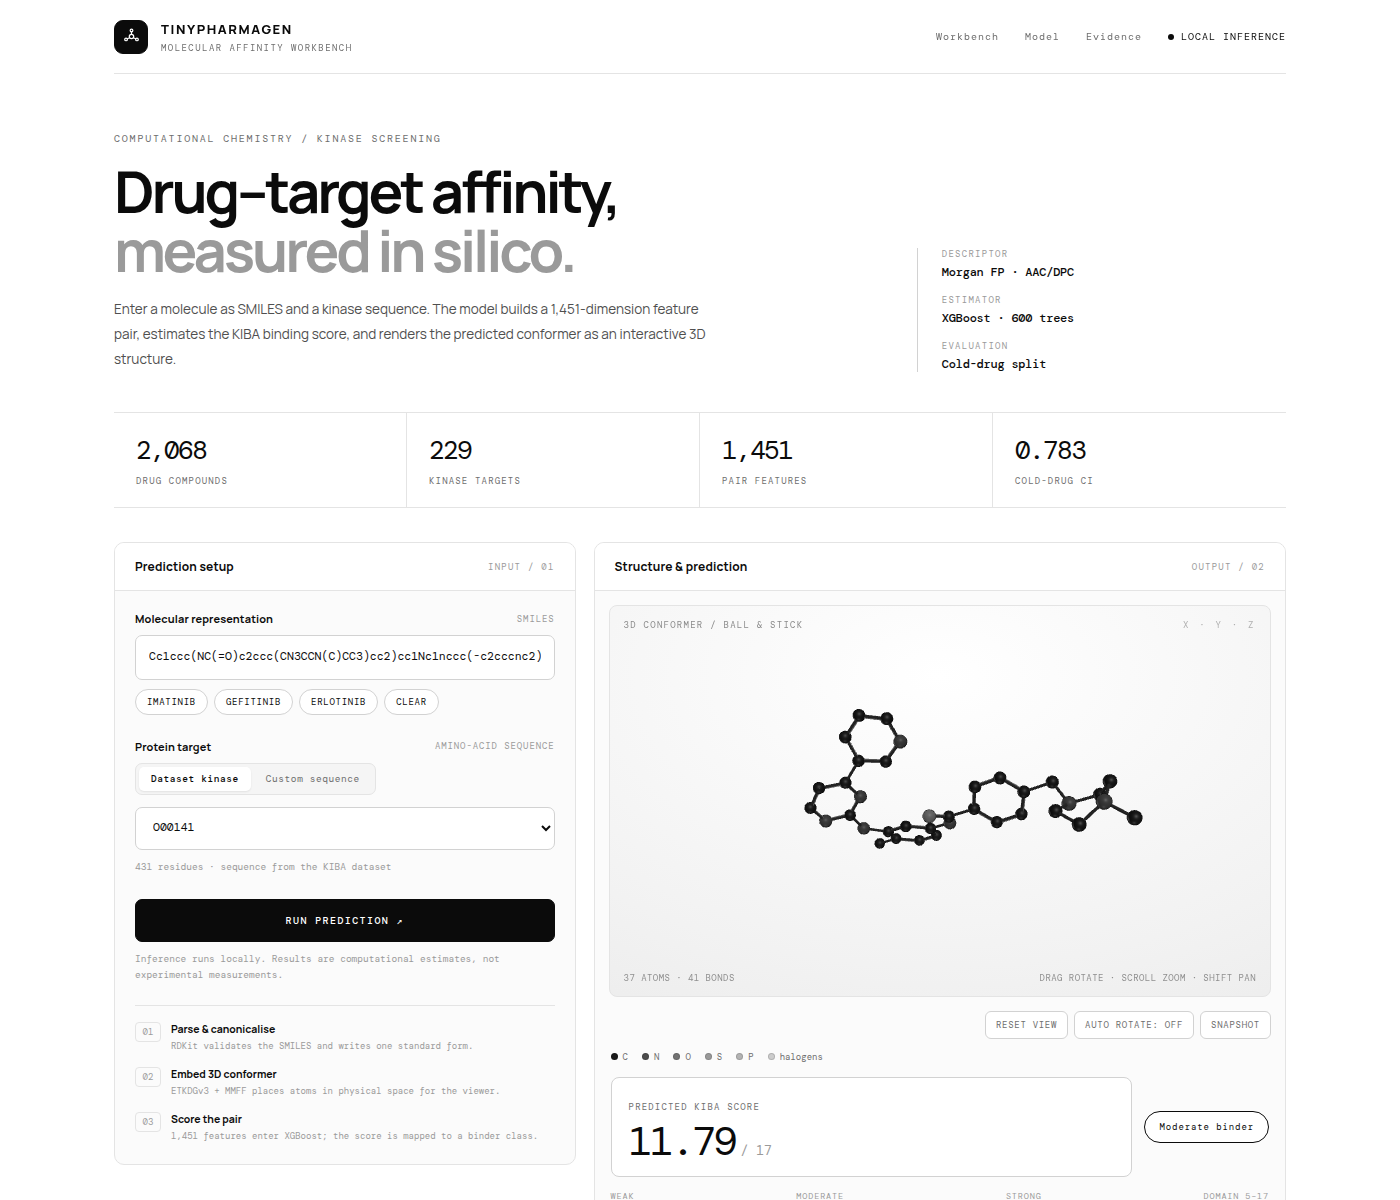 TINYPHARMAGEN
MOLECULAR AFFINITY WORKBENCH
Workbench Model Evidence LOCAL INFERENCE
COMPUTATIONAL CHEMISTRY / KINASE SCREENING
Drug–target affinity,
measured in silico.
Enter a molecule as SMILES and a kinase sequence. The model builds a 1,451-dimension feature
pair, estimates the KIBA binding score, and renders the predicted conformer as an interactive 3D
structure.
DESCRIPTOR
Morgan FP · AAC/DPC
ESTIMATOR
XGBoost · 600 trees
EVALUATION
Cold-drug split
2,068
DRUG COMPOUNDS
229
KINASE TARGETS
1,451
PAIR FEATURES
0.783
COLD-DRUG CI
Prediction setup INPUT / 01
Molecular representation SMILES
Cc1ccc(NC(=O)c2ccc(CN3CCN(C)CC3)cc2)cc1Nc1nccc(-c2cccnc2)
IMATINIB GEFITINIB ERLOTINIB CLEAR
Protein target AMINO-ACID SEQUENCE
Dataset kinase Custom sequence
O00141
431 residues · sequence from the KIBA dataset
RUN PREDICTION ↗
Inference runs locally. Results are computational estimates, not
experimental measurements.
01 Parse & canonicalise
RDKit validates the SMILES and writes one standard form.
02 Embed 3D conformer
ETKDGv3 + MMFF places atoms in physical space for the viewer.
03 Score the pair
1,451 features enter XGBoost; the score is mapped to a binder class.
Structure & prediction OUTPUT / 02
3D CONFORMER / BALL & STICK X · Y · Z
37 ATOMS · 41 BONDS DRAG ROTATE · SCROLL ZOOM · SHIFT PAN
RESET VIEW AUTO ROTATE: OFF SNAPSHOT
C N O S P halogens
PREDICTED KIBA SCORE
11.79 / 17
Moderate binder
WEAK MODERATE STRONG DOMAIN 5–17